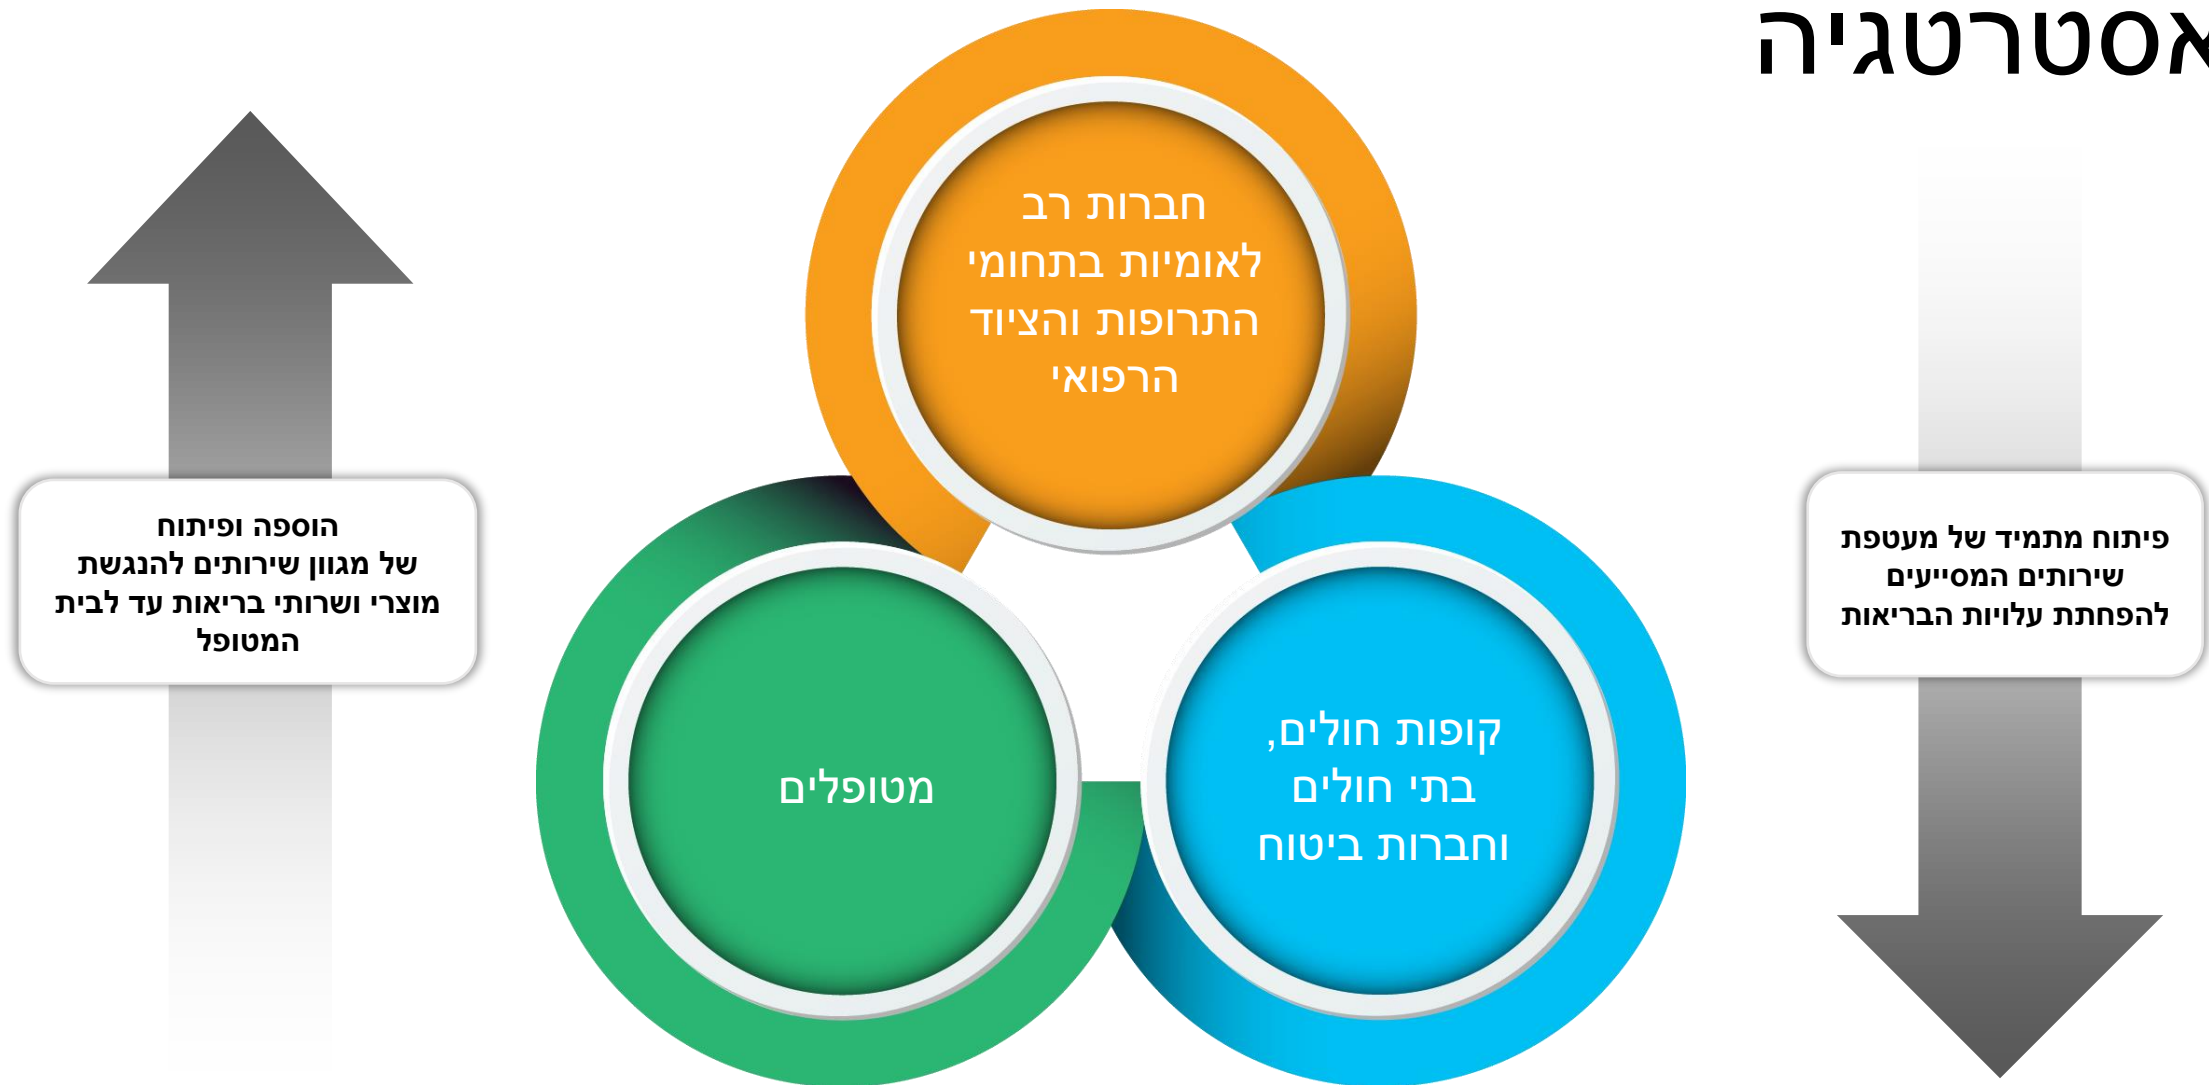 אסטרטגיה
חברות רב
לאומיות בתחומי
התרופות והציוד
הרפואי
פיתוח מתמיד של מעטפת
שירותים המסייעים
להפחתת עלויות הבריאות
הוספה ופיתוח
של מגוון שירותים להנגשת
מוצרי ושרותי בריאות עד לבית
המטופל
קופות חולים,
בתי חולים
וחברות ביטוח
מטופלים